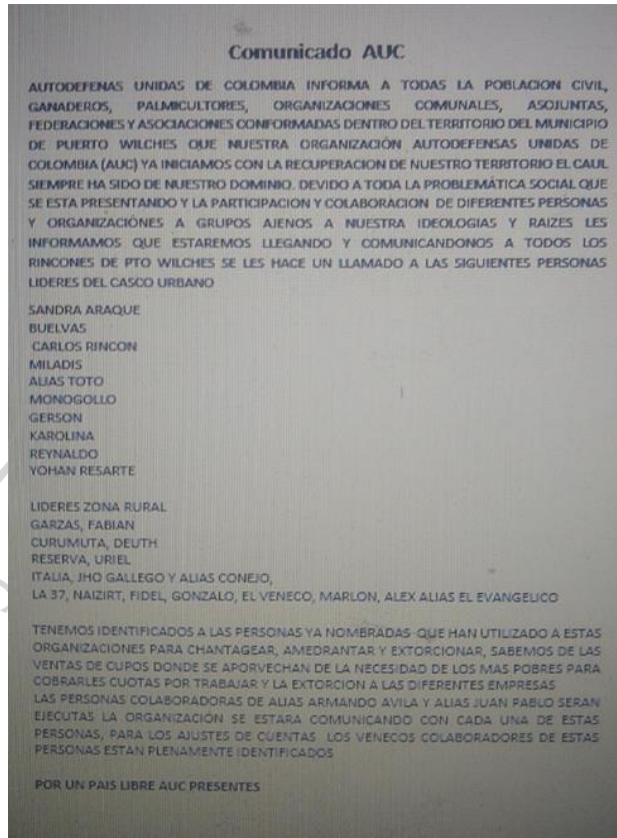 Comunicado AUC
AUTODEFENAS UNIDAS DE COLOMBIA INFORMA A TODAS LA POBLACION CIVIL,
GANADEROS, PALMICULTORES, ORGANIZACIONES COMUNALES, ASOJUNTAS,
FEDERACIONES Y ASOCIACIONES CONFORMADAS DENTRO DEL TERRITORIO DEL MUNICIPIO
DE PUERTO WILCHES QUE NUESTRA ORGANIZACIÓN AUTODEFENSAS UNIDAS DE
COLOMBIA (AUC) YA INICIAMOS CON LA RECUPERACION DE NUESTRO TERRITORIO EL CAUL
SIEMPRE HA SIDO DE NUESTRO DOMINIO. DEVIDO A TODA LA PROBLEMÁTICA SOCIAL QUE
SE ESTA PRESENTANDO Y LA PARTICIPACION Y COLABORACION DE DIFERENTES PERSONAS
Y ORGANIZACIÓNES A GRUPOS AJENOS A NUESTRA IDEOLOGIAS Y RAIZES LES
INFORMAMOS QUE ESTAREMOS LLEGANDO Y COMUNICANDONOS A TODOS LOS
RINCONES DE PTO WILCHES SE LES HACE UN LLAMADO A LAS SIGUIENTES PERSONAS
LIDERES DEL CASCO URBANO
SANDRA ARAQUE
BUELVAS
CARLOS RINCON
MILADIS
ALIAS TOTO
MONOGOLLO
GERSON
KAROLINA
REYNALDO
YOHAN RESARTE
LIDERES ZONA RURAL
GARZAS, FABIAN
CURUMUTA, DEUTH
RESERVA, URIEL
ITALIA, JHO GALLEGO Y ALIAS CONEJO,
LA 37, NAIZIRT, FIDEL, GONZALO, EL VENECO, MARLON, ALEX ALIAS EL EVANGELICO
TENEMOS IDENTIFICADOS A LAS PERSONAS YA NOMBRADAS QUE HAN UTILIZADO A ESTAS
ORGANIZACIONES PARA CHANTAGEAR, AMEDRANTAR Y EXTORCIONAR, SABEMOS DE LAS
VENTAS DE CUPOS DONDE SE APORVECHAN DE LA NECESIDAD DE LOS MAS POBRES PARA
COBRARLES CUOTAS POR TRABAJAR Y LA EXTORCION A LAS DIFERENTES EMPRESAS
LAS PERSONAS COLABORADORAS DE ALIAS ARMANDO AVILA Y ALIAS JUAN PABLO SERAN
EJECUTAS LA ORGANIZACIÓN SE ESTARA COMUNICANDO CON CADA UNA DE ESTAS
PERSONAS, PARA LOS AJUSTES DE CUENTAS LOS VENECOS COLABORADORES DE ESTAS
PERSONAS ESTAN PLENAMENTE IDENTIFICADOS
POR UN PAIS LIBRE AUC PRESENTES